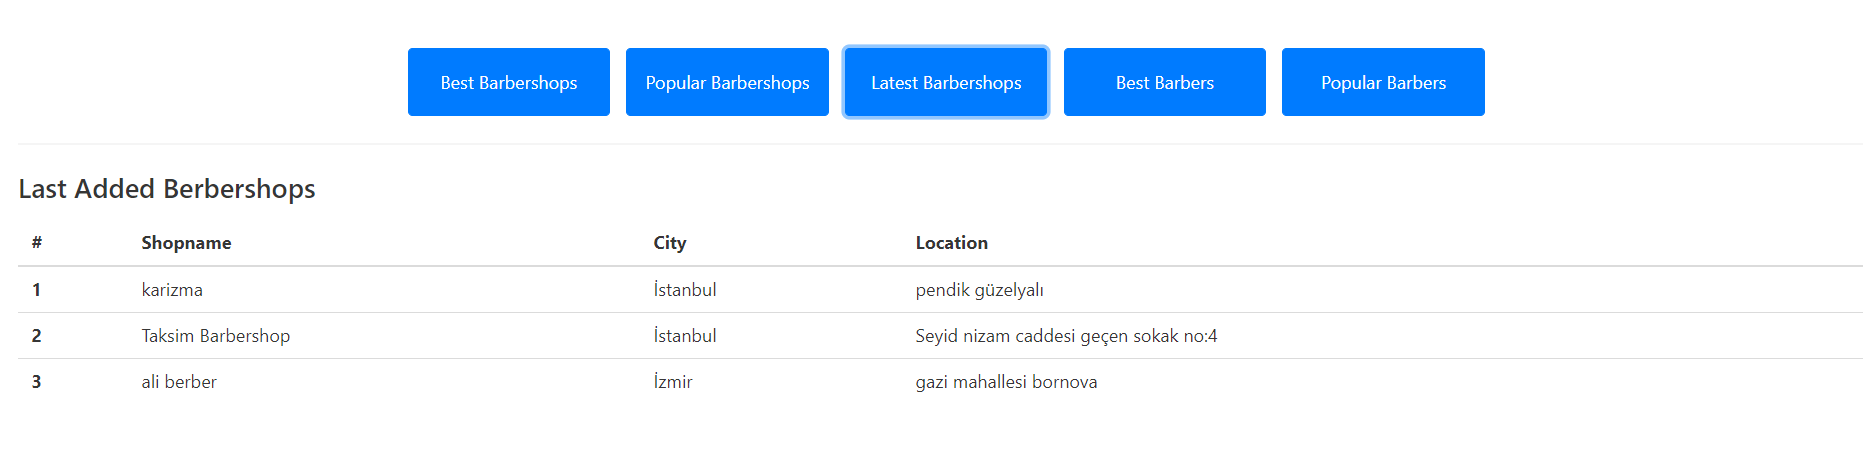 Best Barbershops Popular Barbershops Latest Barbershops Best Barbers Popular Barbers
Last Added Berbershops
# Shopname City Location
1 karizma İstanbul pendik güzelyalı
2 Taksim Barbershop İstanbul Seyid nizam caddesi geçen sokak no:4
3 ali berber İzmir gazi mahallesi bornova